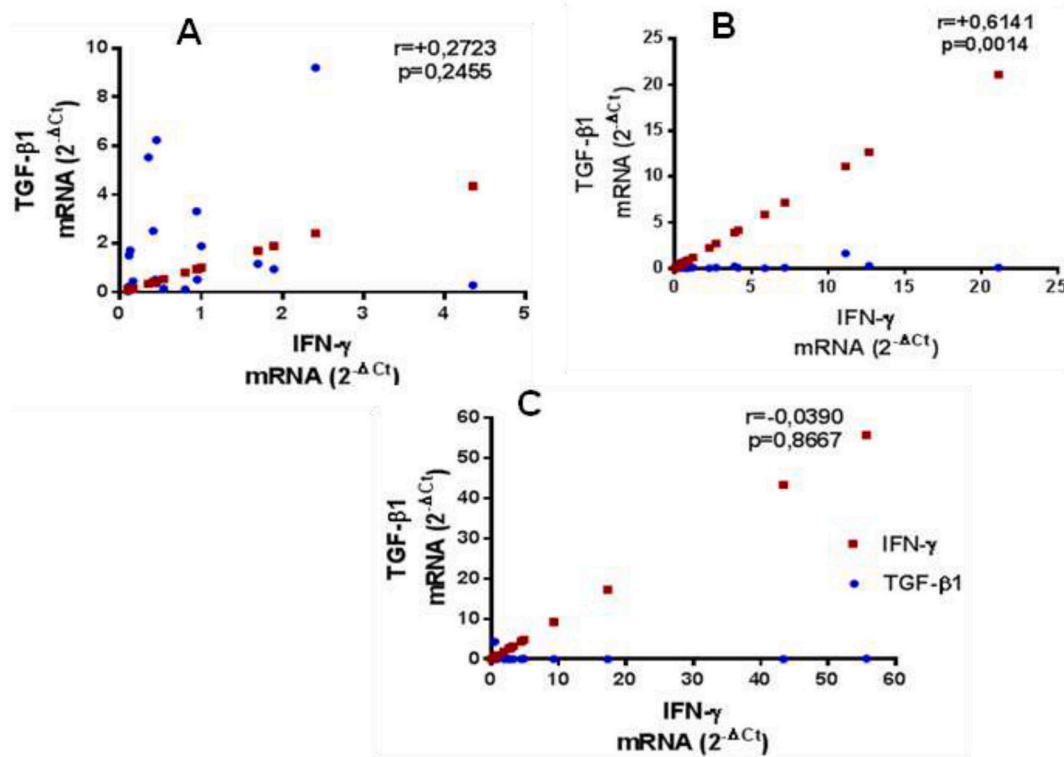 A
r=+0,2723
p=0,2455
10
8
6
4
2
0
TGF-β1
mRNA (2^-ΔCt)
0 1 2 3 4 5
IFN-γ
mRNA (2^-ΔCt)
B
r=+0,6141
p=0,0014
25
20
15
10
5
0
TGF-β1
mRNA (2^-ΔCt)
0 5 10 15 20 25
IFN-γ
mRNA (2^-ΔCt)
C
r=-0,0390
p=0,8667
60
50
40
30
20
10
0
TGF-β1
mRNA (2^-ΔCt)
0 10 20 30 40 50 60
IFN-γ
mRNA (2^-ΔCt)
IFN-γ
TGF-β1